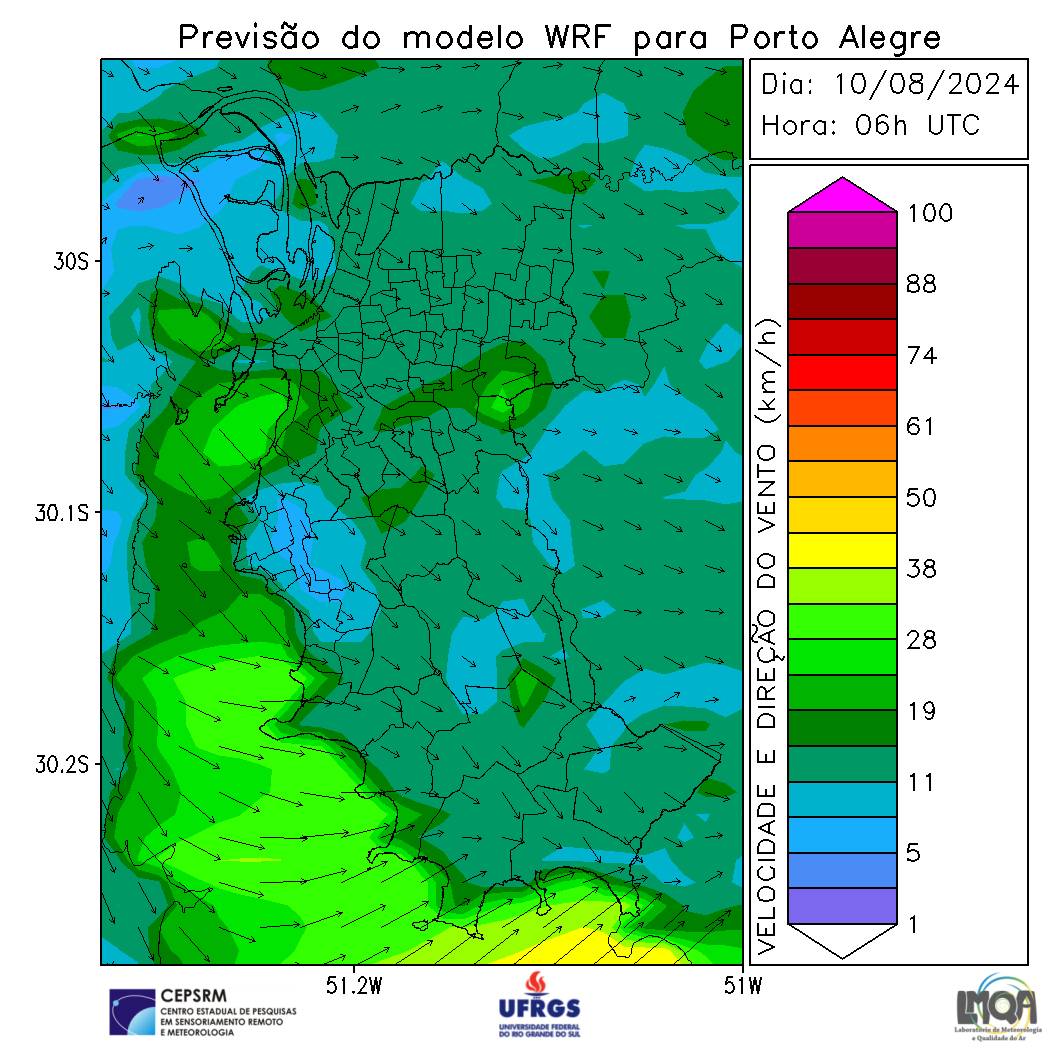 Previsão do modelo WRF para Porto Alegre
Dia: 10/08/2024
Hora: 06h UTC
30S
30.1S
30.2S
51.2W
51W
VELOCIDADE E DIREÇÃO DO VENTO (km/h)
100
88
74
61
50
38
28
19
11
5
1
CEPSRM
CENTRO ESTADUAL DE PESQUISAS
EM SENSORIAMENTO REMOTO
E METEOROLOGIA
UFRGS
UNIVERSIDADE FEDERAL
DO RIO GRANDE DO SUL
LMQA
Laboratório de Meteorologia
e Qualidade do Ar